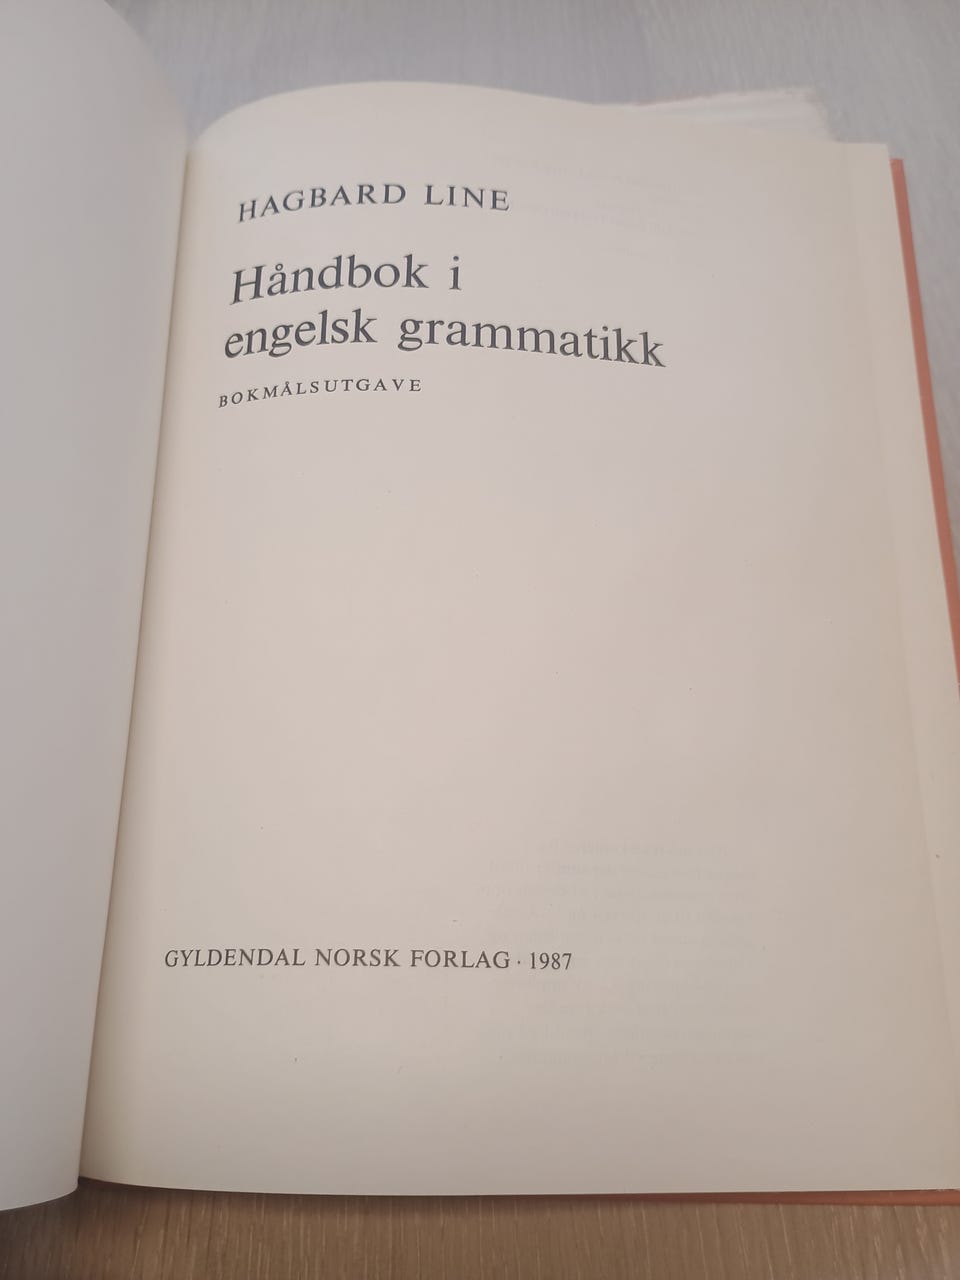 HAGBARD LINE
Håndbok i
engelsk grammatikk
BOKMÅLSUTGAVE
GYLDENDAL NORSK FORLAG · 1987